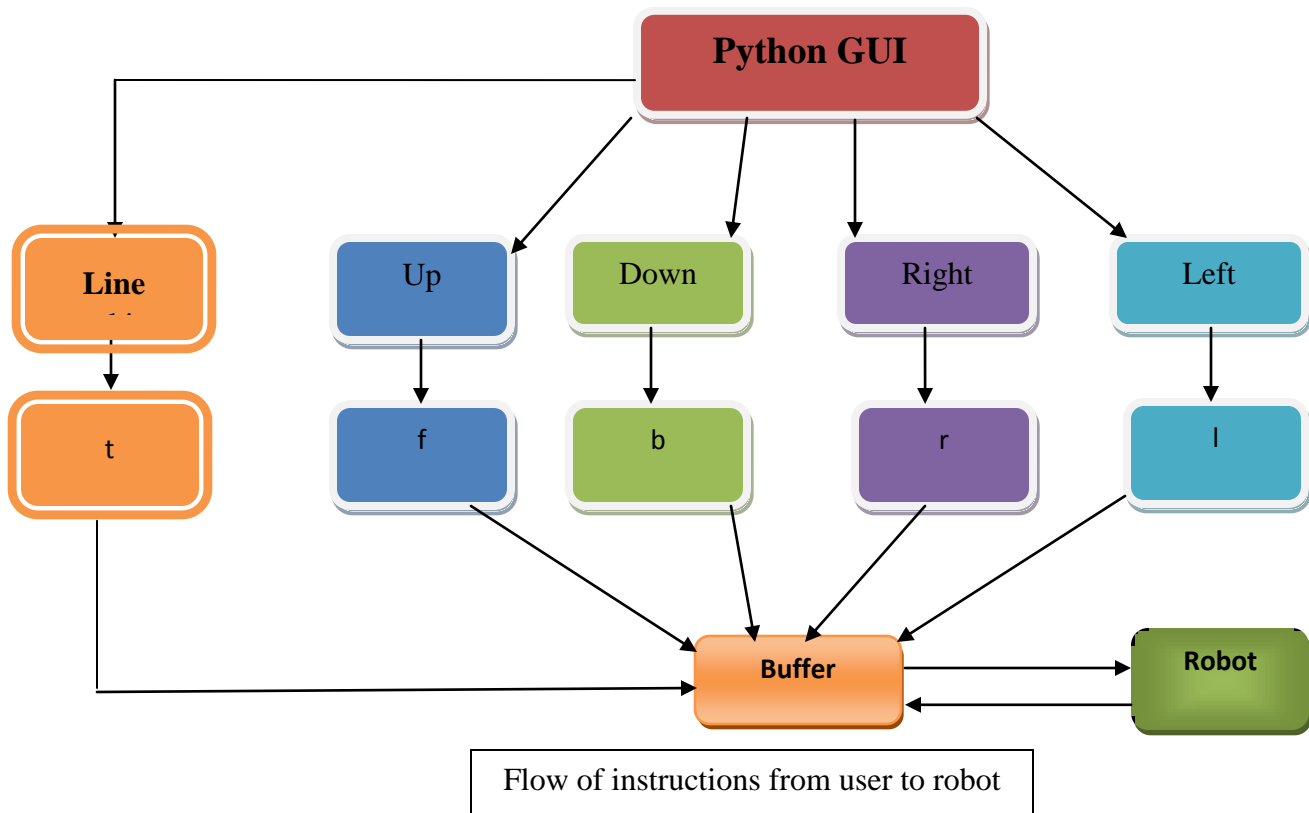 Python GUI
Line
Up
Down
Right
Left
t
f
b
r
l
Buffer
Robot
Flow of instructions from user to robot